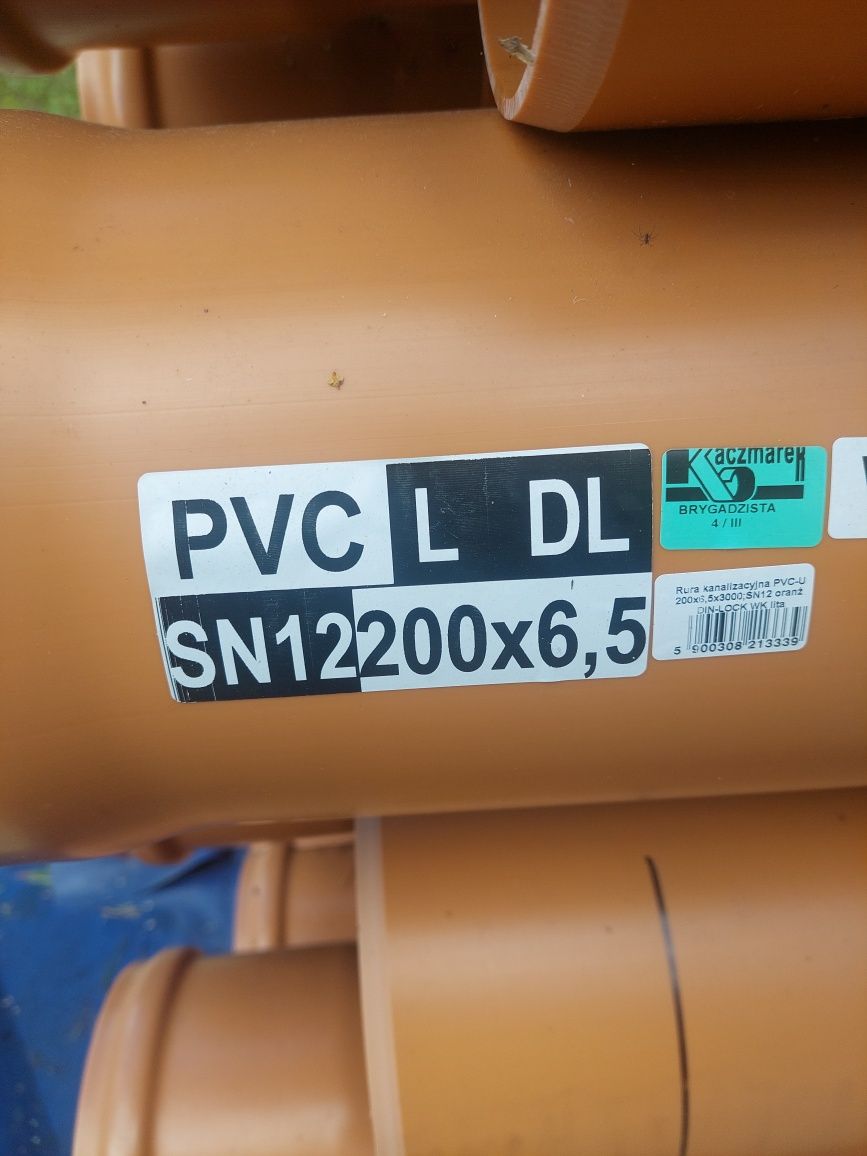 PVC L DL
SN12 200x6,5
Kaczmarek
BRYGADZISTA
4 / III
Rura kanalizacyjna PVC-U
200x6,5x3000;SN12 oranż
DIN-LOCK WK lita
5 900308 213339